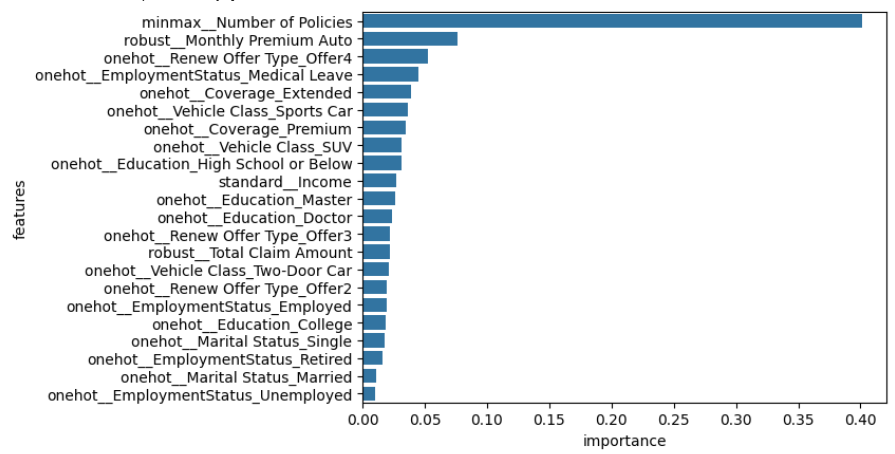 minmax__Number of Policies
robust__Monthly Premium Auto
onehot__Renew Offer Type_Offer4
onehot__EmploymentStatus_Medical Leave
onehot__Coverage_Extended
onehot__Vehicle Class_Sports Car
onehot__Coverage_Premium
onehot__Vehicle Class_SUV
onehot__Education_High School or Below
standard__Income
onehot__Education_Master
onehot__Education_Doctor
onehot__Renew Offer Type_Offer3
robust__Total Claim Amount
onehot__Vehicle Class_Two-Door Car
onehot__Renew Offer Type_Offer2
onehot__EmploymentStatus_Employed
onehot__Education_College
onehot__Marital Status_Single
onehot__EmploymentStatus_Retired
onehot__Marital Status_Married
onehot__EmploymentStatus_Unemployed
features
0.00 0.05 0.10 0.15 0.20 0.25 0.30 0.35 0.40
importance